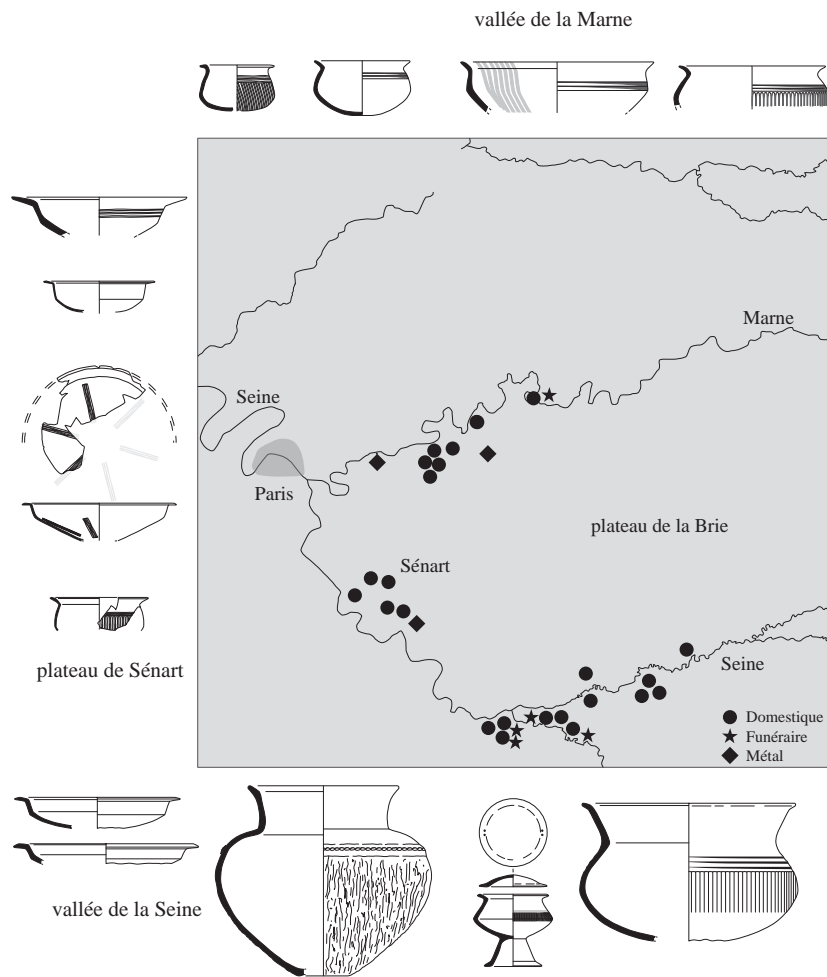 vallée de la Marne
Marne
Seine
Paris
plateau de la Brie
Sénart
plateau de Sénart
Seine
Domestique
Funéraire
Métal
vallée de la Seine